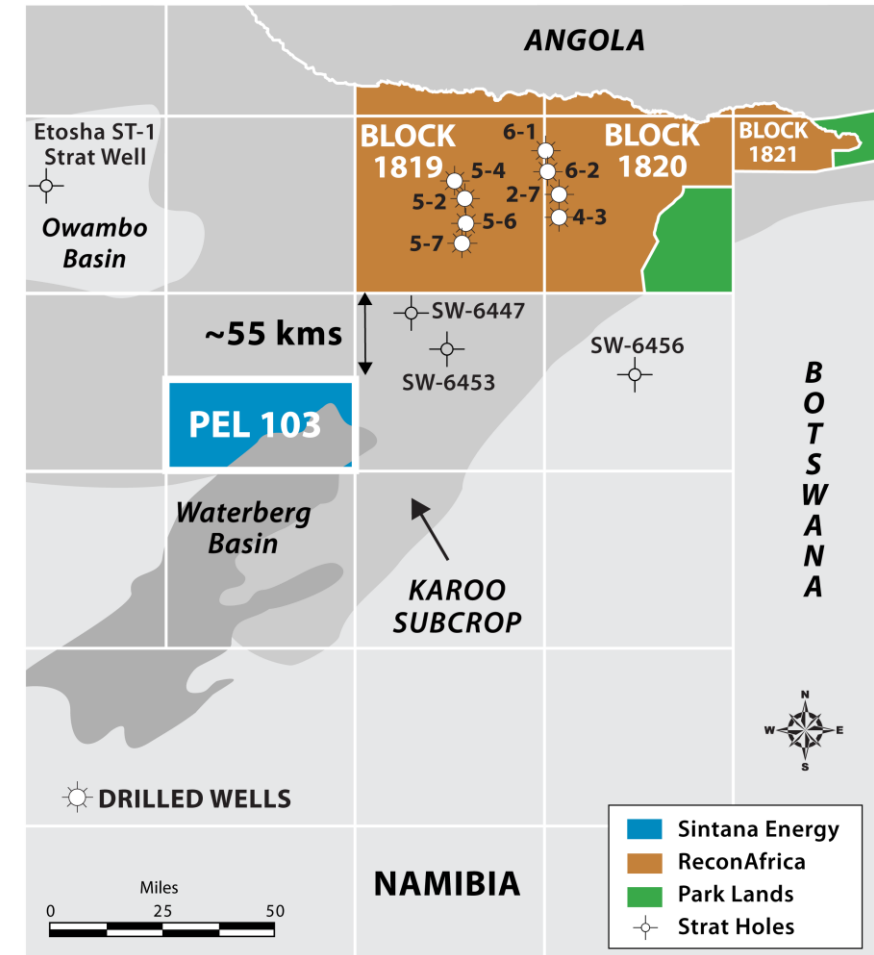 ANGOLA
Etosha ST-1
Strat Well
Owambo
Basin
BLOCK
1819
6-1
BLOCK
1820
BLOCK
1821
5-4
6-2
5-2
2-7
5-6
4-3
5-7
~55 kms
SW-6447
SW-6453
SW-6456
PEL 103
BOTSWANA
Waterberg
Basin
KAROO
SUBCROP
N
W
E
S
DRILLED WELLS
Miles
0
25
50
NAMIBIA
Sintana Energy
ReconAfrica
Park Lands
Strat Holes